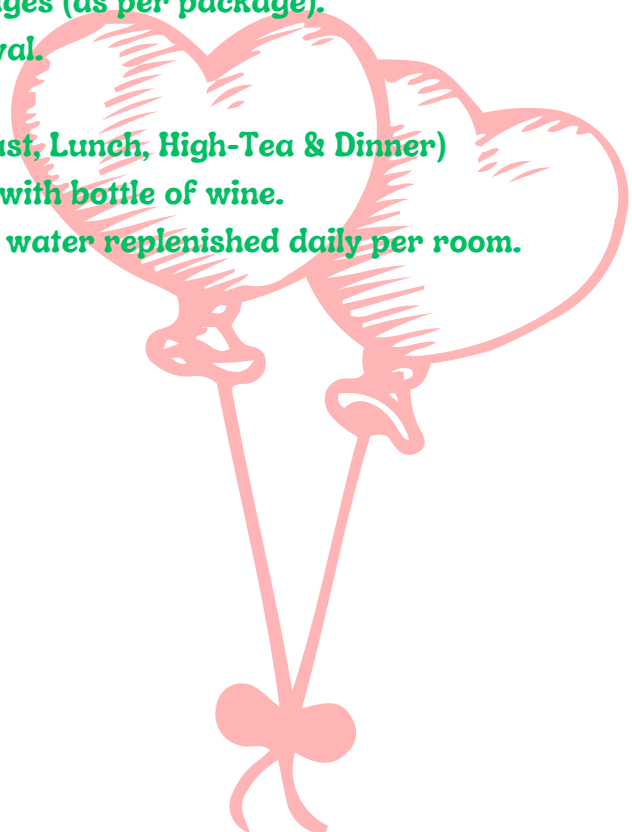 ges (as per package).
val.
ast, Lunch, High-Tea & Dinner)
with bottle of wine.
water replenished daily per room.